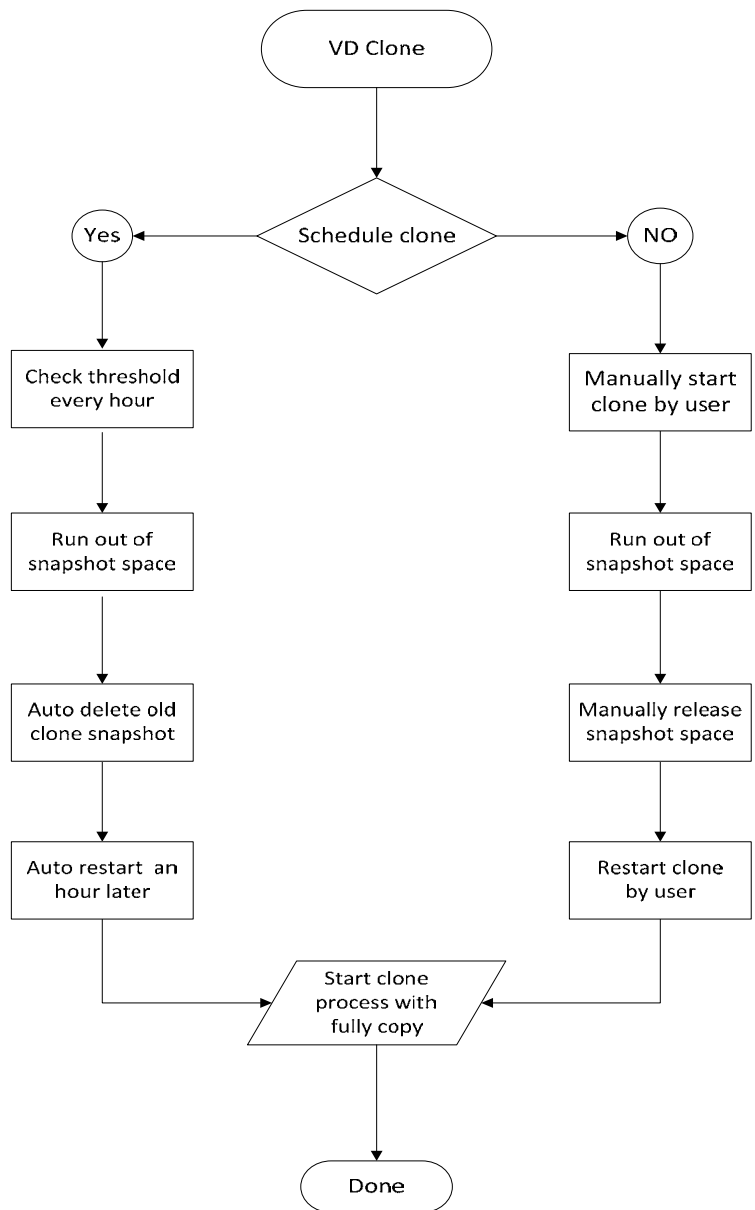 VD Clone
Schedule clone
Yes
NO
Check threshold
every hour
Manually start
clone by user
Run out of
snapshot space
Run out of
snapshot space
Auto delete old
clone snapshot
Manually release
snapshot space
Auto restart  an
hour later
Restart clone
by user
Start clone
process with
fully copy
Done